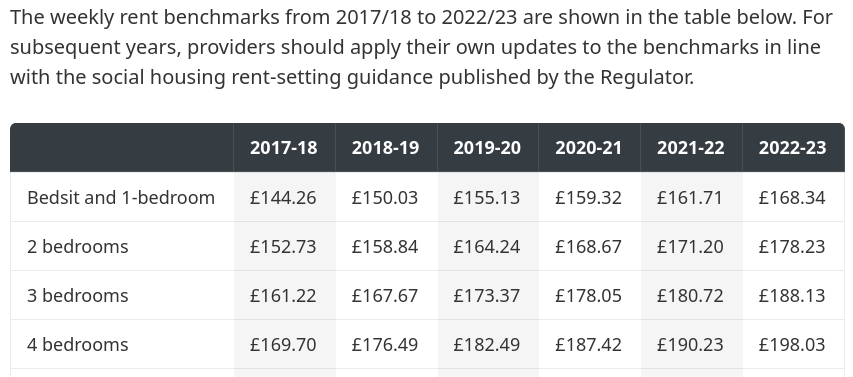 The weekly rent benchmarks from 2017/18 to 2022/23 are shown in the table below. For
subsequent years, providers should apply their own updates to the benchmarks in line
with the social housing rent-setting guidance published by the Regulator.
2017-18 2018-19 2019-20 2020-21 2021-22 2022-23
Bedsit and 1-bedroom £144.26 £150.03 £155.13 £159.32 £161.71 £168.34
2 bedrooms £152.73 £158.84 £164.24 £168.67 £171.20 £178.23
3 bedrooms £161.22 £167.67 £173.37 £178.05 £180.72 £188.13
4 bedrooms £169.70 £176.49 £182.49 £187.42 £190.23 £198.03